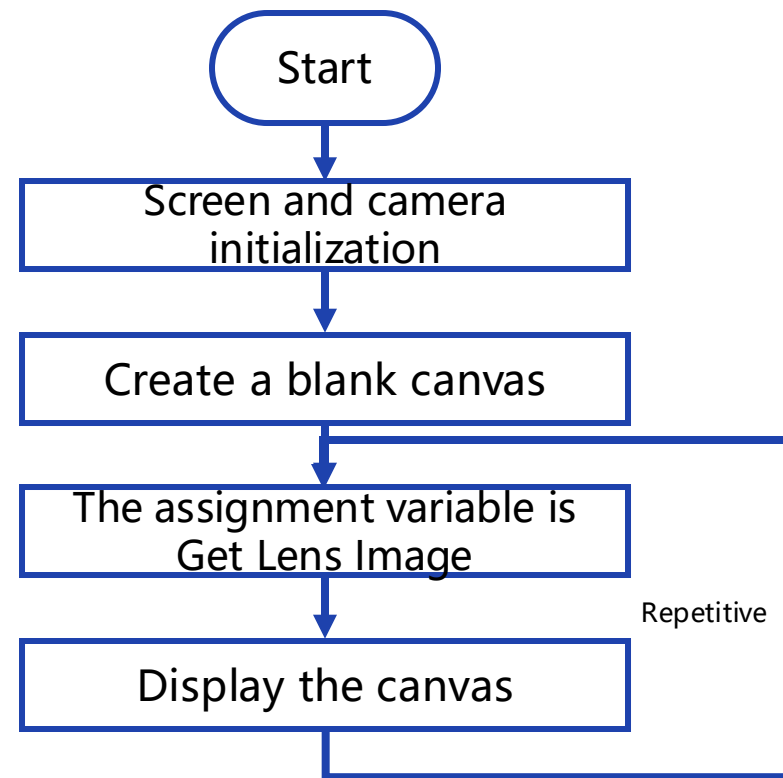 Start
Screen and camera
initialization
Create a blank canvas
The assignment variable is
Get Lens Image
Repetitive
Display the canvas